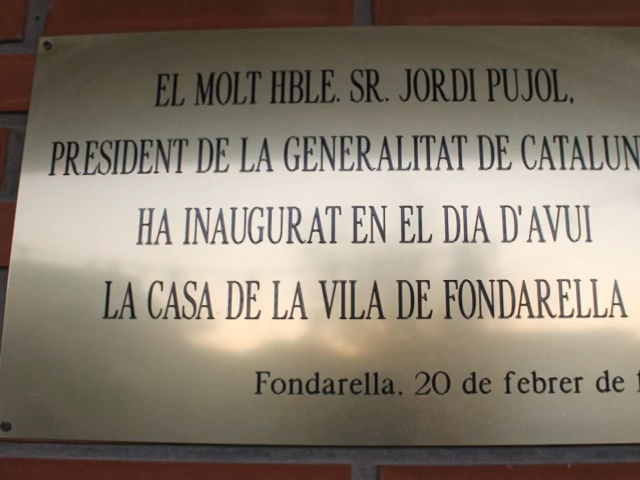 EL MOLT HBLE. SR. JORDI PUJOL,
PRESIDENT DE LA GENERALITAT DE CATALUN
HA INAUGURAT EN EL DIA D'AVUI
LA CASA DE LA VILA DE FONDARELLA
Fondarella, 20 de febrer de